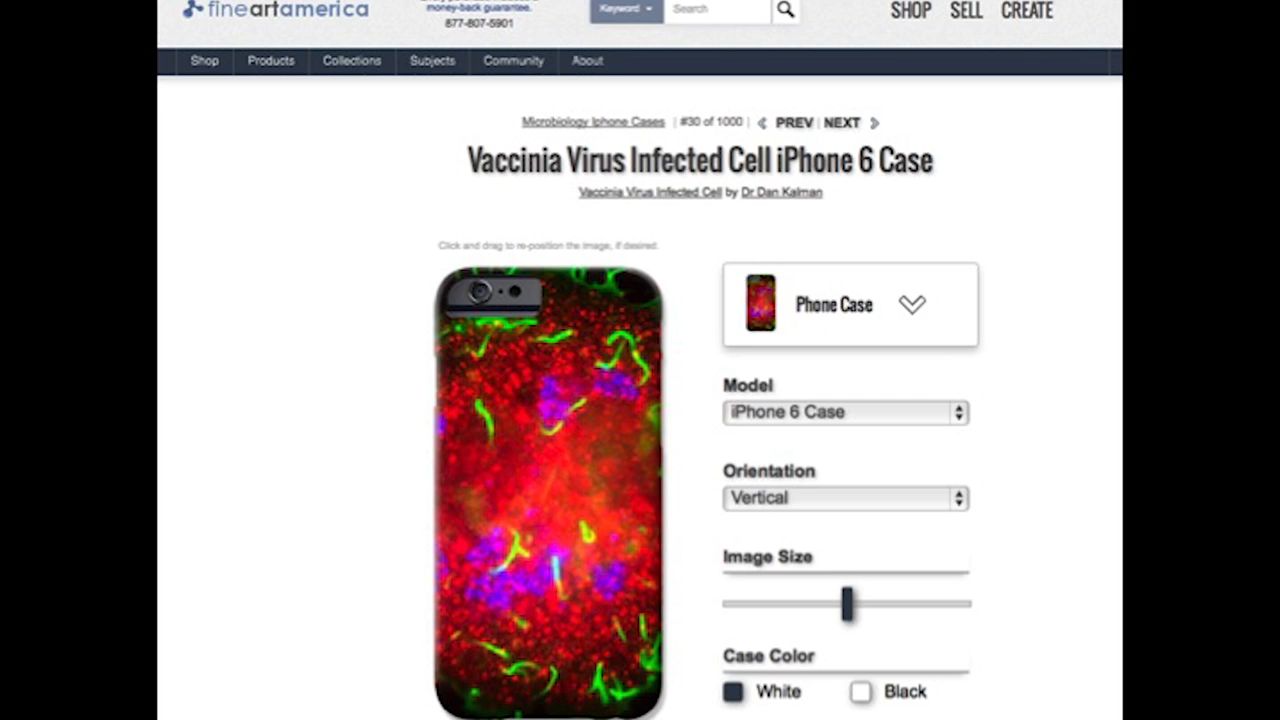 fineartamerica
money-back guarantee.
877-807-5901
Keyword
Search
SHOP SELL CREATE
Shop Products Collections Subjects Community About
Microbiology Iphone Cases | #30 of 1000 | PREV | NEXT
Vaccinia Virus Infected Cell iPhone 6 Case
Vaccinia Virus Infected Cell by Dr Dan Kalman
Click and drag to re-position the image, if desired.
Phone Case
Model
iPhone 6 Case
Orientation
Vertical
Image Size
Case Color
White Black